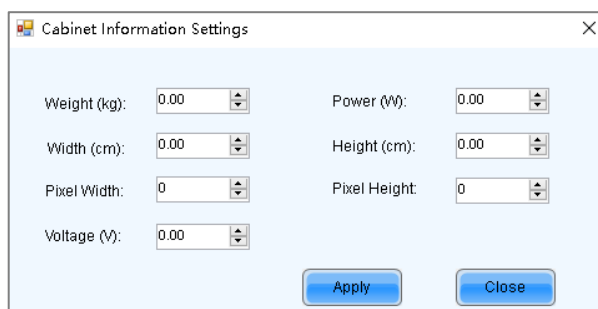 Cabinet Information Settings
Weight (kg): 0.00 Power (W): 0.00
Width (cm): 0.00 Height (cm): 0.00
Pixel Width: 0 Pixel Height: 0
Voltage (V): 0.00
Apply Close